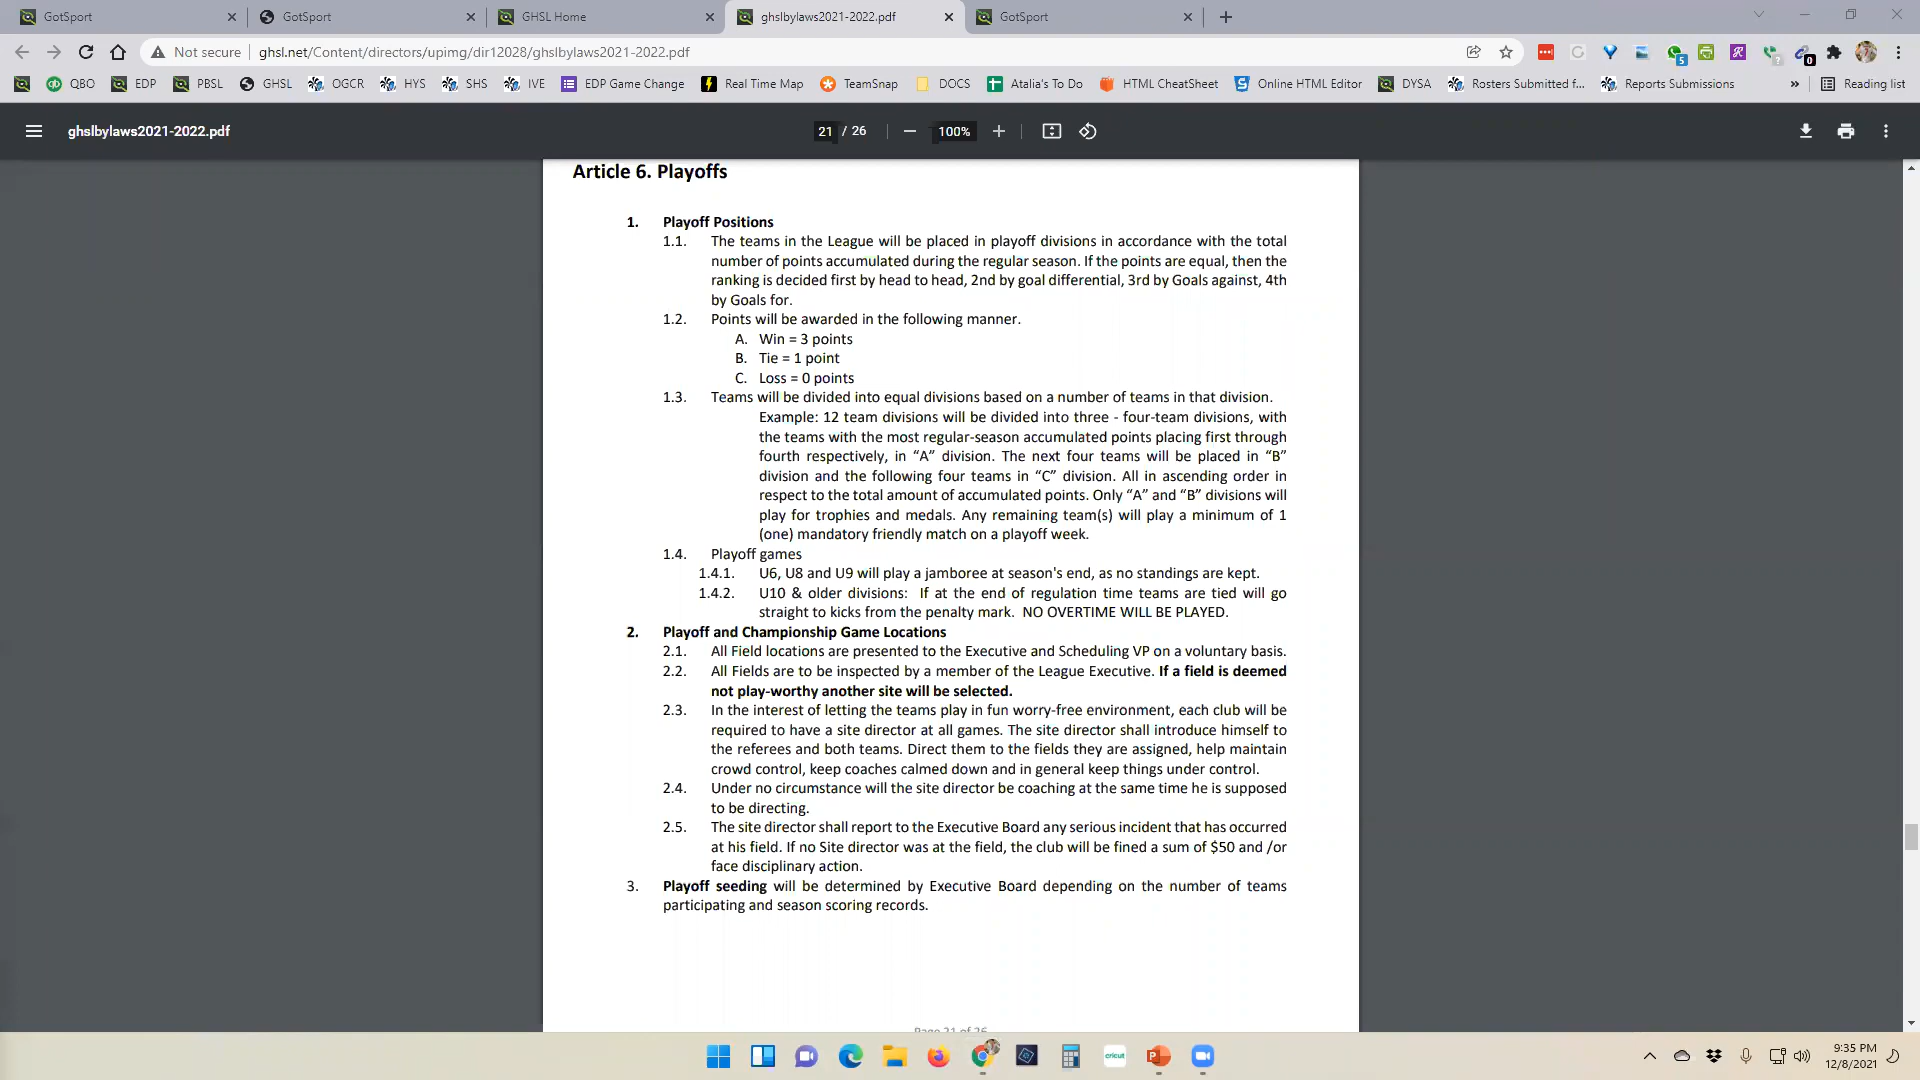 GotSport
GotSport
GHSL Home
ghslbylaws2021-2022.pdf
GotSport
Not secure
ghsl.net/Content/directors/upimg/dir12028/ghslbylaws2021-2022.pdf
5
0
QBO
EDP
PBSL
GHSL
OGCR
HYS
SHS
IVE
EDP Game Change
Real Time Map
TeamSnap
DOCS
Atalia's To Do
HTML CheatSheet
Online HTML Editor
DYSA
Rosters Submitted f...
Reports Submissions
»
Reading list
ghslbylaws2021-2022.pdf
21 / 26
100%
Article 6. Playoffs
1. Playoff Positions
1.1. The teams in the League will be placed in playoff divisions in accordance with the total
number of points accumulated during the regular season. If the points are equal, then the
ranking is decided first by head to head, 2nd by goal differential, 3rd by Goals against, 4th
by Goals for.
1.2. Points will be awarded in the following manner.
A. Win = 3 points
B. Tie = 1 point
C. Loss = 0 points
1.3. Teams will be divided into equal divisions based on a number of teams in that division.
Example: 12 team divisions will be divided into three - four-team divisions, with
the teams with the most regular-season accumulated points placing first through
fourth respectively, in “A” division. The next four teams will be placed in “B”
division and the following four teams in “C” division. All in ascending order in
respect to the total amount of accumulated points. Only “A” and “B” divisions will
play for trophies and medals. Any remaining team(s) will play a minimum of 1
(one) mandatory friendly match on a playoff week.
1.4. Playoff games
1.4.1. U6, U8 and U9 will play a jamboree at season's end, as no standings are kept.
1.4.2. U10 & older divisions: If at the end of regulation time teams are tied will go
straight to kicks from the penalty mark. NO OVERTIME WILL BE PLAYED.
2. Playoff and Championship Game Locations
2.1. All Field locations are presented to the Executive and Scheduling VP on a voluntary basis.
2.2. All Fields are to be inspected by a member of the League Executive. If a field is deemed
not play-worthy another site will be selected.
2.3. In the interest of letting the teams play in fun worry-free environment, each club will be
required to have a site director at all games. The site director shall introduce himself to
the referees and both teams. Direct them to the fields they are assigned, help maintain
crowd control, keep coaches calmed down and in general keep things under control.
2.4. Under no circumstance will the site director be coaching at the same time he is supposed
to be directing.
2.5. The site director shall report to the Executive Board any serious incident that has occurred
at his field. If no Site director was at the field, the club will be fined a sum of $50 and /or
face disciplinary action.
3. Playoff seeding will be determined by Executive Board depending on the number of teams
participating and season scoring records.
Page 21 of 26
cricut
9:35 PM
12/8/2021